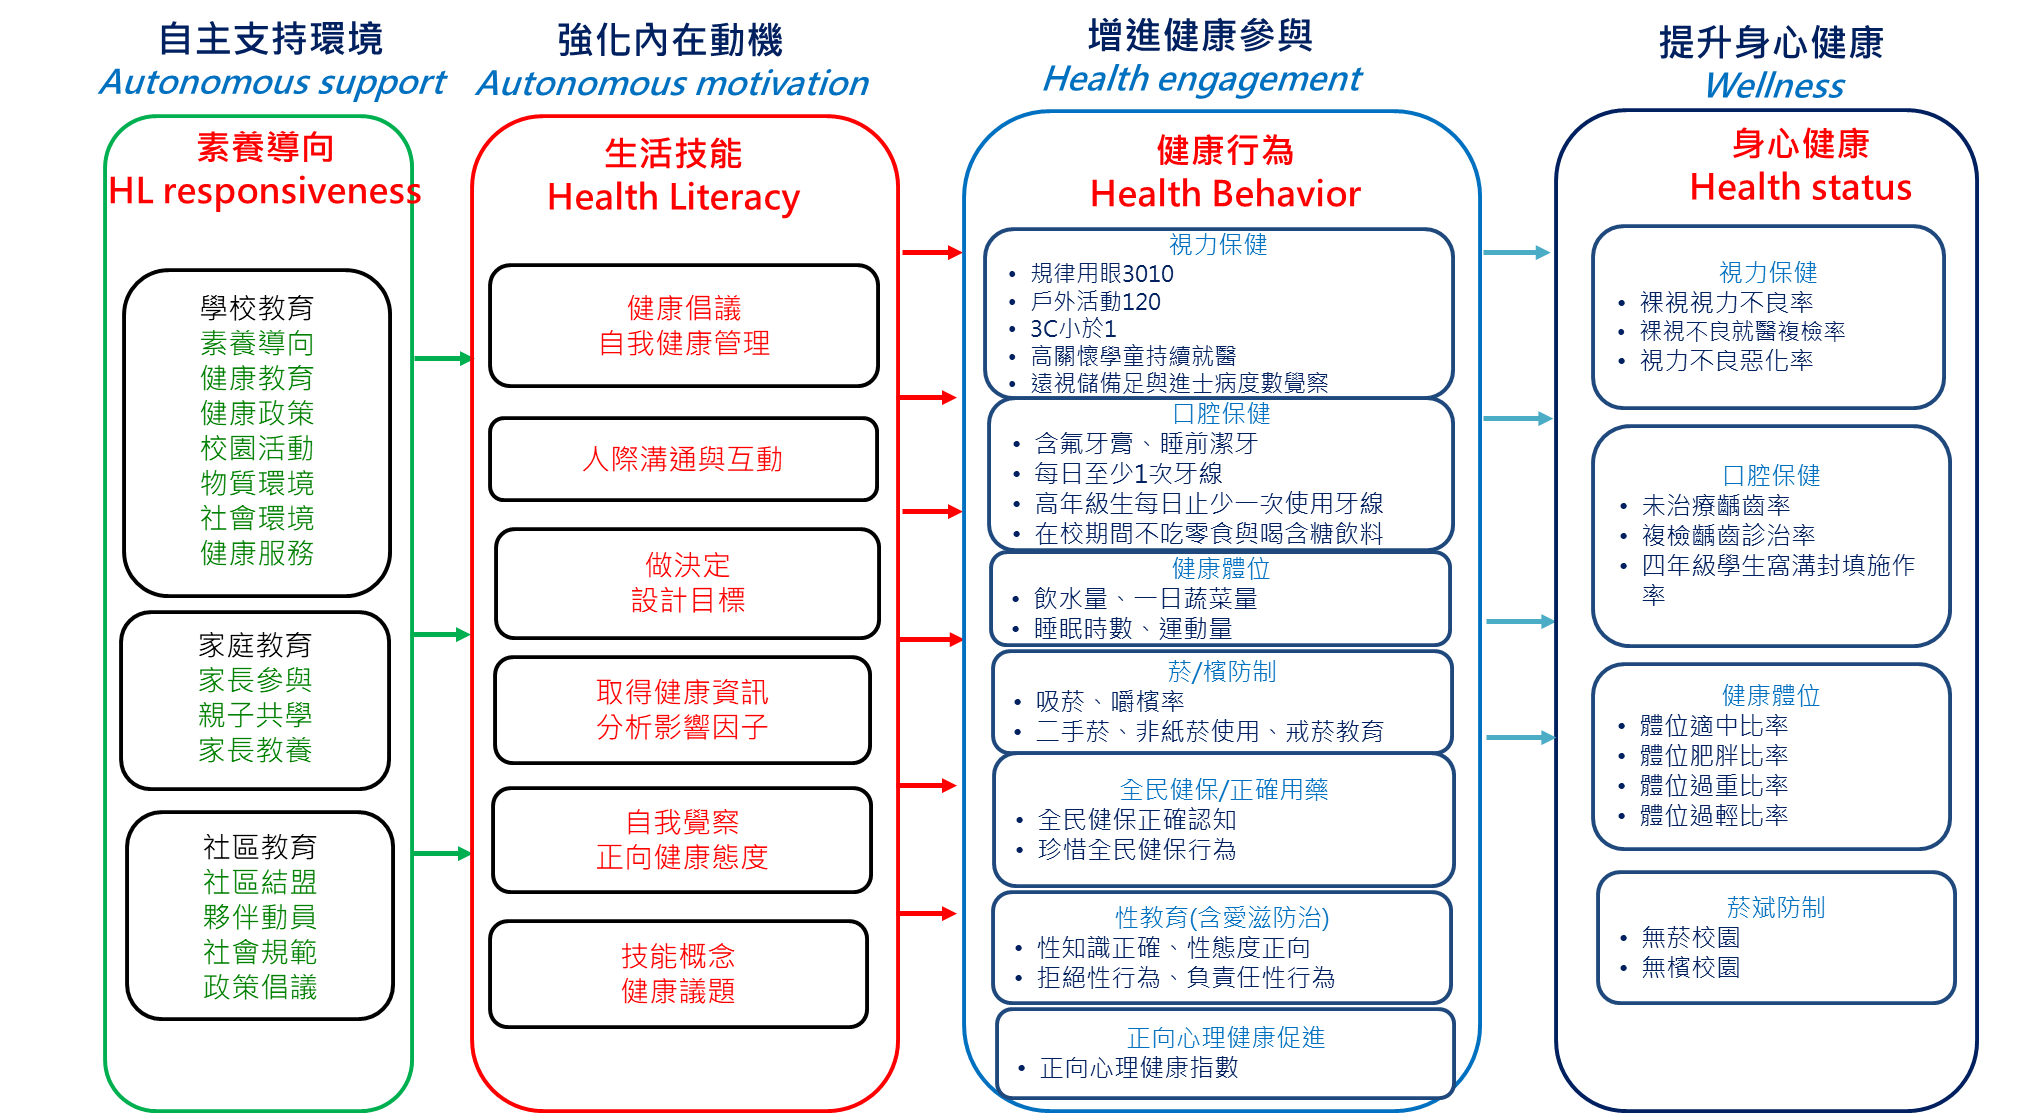 自主支持環境
Autonomous support
素養導向
HL responsiveness
學校教育
素養導向
健康教育
健康政策
校園活動
物質環境
社會環境
健康服務
家庭教育
家長參與
親子共學
家長教養
社區教育
社區結盟
夥伴動員
社會規範
政策倡議
強化內在動機
Autonomous motivation
生活技能
Health Literacy
健康倡議
自我健康管理
人際溝通與互動
做決定
設計目標
取得健康資訊
分析影響因子
自我覺察
正向健康態度
技能概念
健康議題
增進健康參與
Health engagement
健康行為
Health Behavior
視力保健
• 規律用眼3010
• 戶外活動120
• 3C小於1
• 高關懷學童持續就醫
• 遠視儲備足與進士病度數覺察
口腔保健
• 含氟牙膏、睡前潔牙
• 每日至少1次牙線
• 高年級生每日止少一次使用牙線
• 在校期間不吃零食與喝含糖飲料
健康體位
• 飲水量、一日蔬菜量
• 睡眠時數、運動量
菸/檳防制
• 吸菸、嚼檳率
• 二手菸、非紙菸使用、戒菸教育
全民健保/正確用藥
• 全民健保正確認知
• 珍惜全民健保行為
性教育(含愛滋防治)
• 性知識正確、性態度正向
• 拒絕性行為、負責任性行為
正向心理健康促進
• 正向心理健康指數
提升身心健康
Wellness
身心健康
Health status
視力保健
• 裸視視力不良率
• 裸視不良就醫複檢率
• 視力不良惡化率
口腔保健
• 未治療齲齒率
• 複檢齲齒診治率
• 四年級學生窩溝封填施作
率
健康體位
• 體位適中比率
• 體位肥胖比率
• 體位過重比率
• 體位過輕比率
菸斌防制
• 無菸校園
• 無檳校園